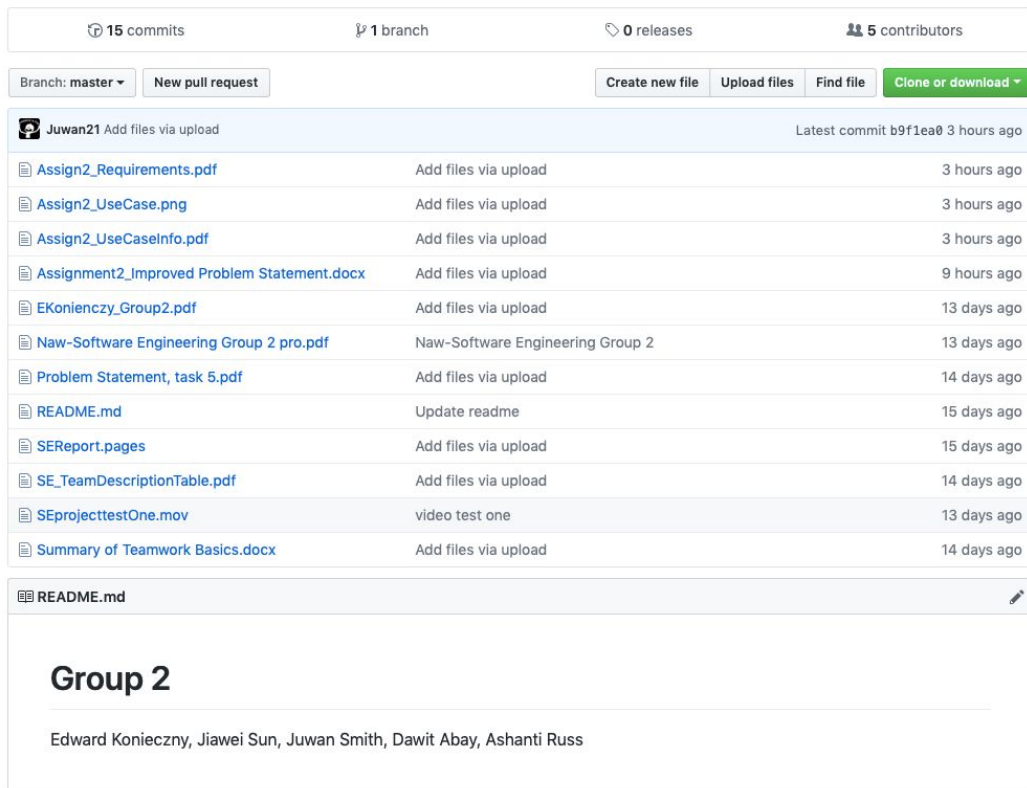 15 commits 1 branch 0 releases 5 contributors
Branch: master New pull request Create new file Upload files Find file Clone or download
Juwan21 Add files via upload Latest commit b9f1ea0 3 hours ago
Assign2_Requirements.pdf Add files via upload 3 hours ago
Assign2_UseCase.png Add files via upload 3 hours ago
Assign2_UseCaseInfo.pdf Add files via upload 3 hours ago
Assignment2_Improved Problem Statement.docx Add files via upload 9 hours ago
EKonienczy_Group2.pdf Add files via upload 13 days ago
Naw-Software Engineering Group 2 pro.pdf Naw-Software Engineering Group 2 13 days ago
Problem Statement, task 5.pdf Add files via upload 14 days ago
README.md Update readme 15 days ago
SEReport.pages Add files via upload 15 days ago
SE_TeamDescriptionTable.pdf Add files via upload 14 days ago
SEprojecttestOne.mov video test one 13 days ago
Summary of Teamwork Basics.docx Add files via upload 14 days ago
README.md
Group 2
Edward Konieczny, Jiawei Sun, Juwan Smith, Dawit Abay, Ashanti Russ